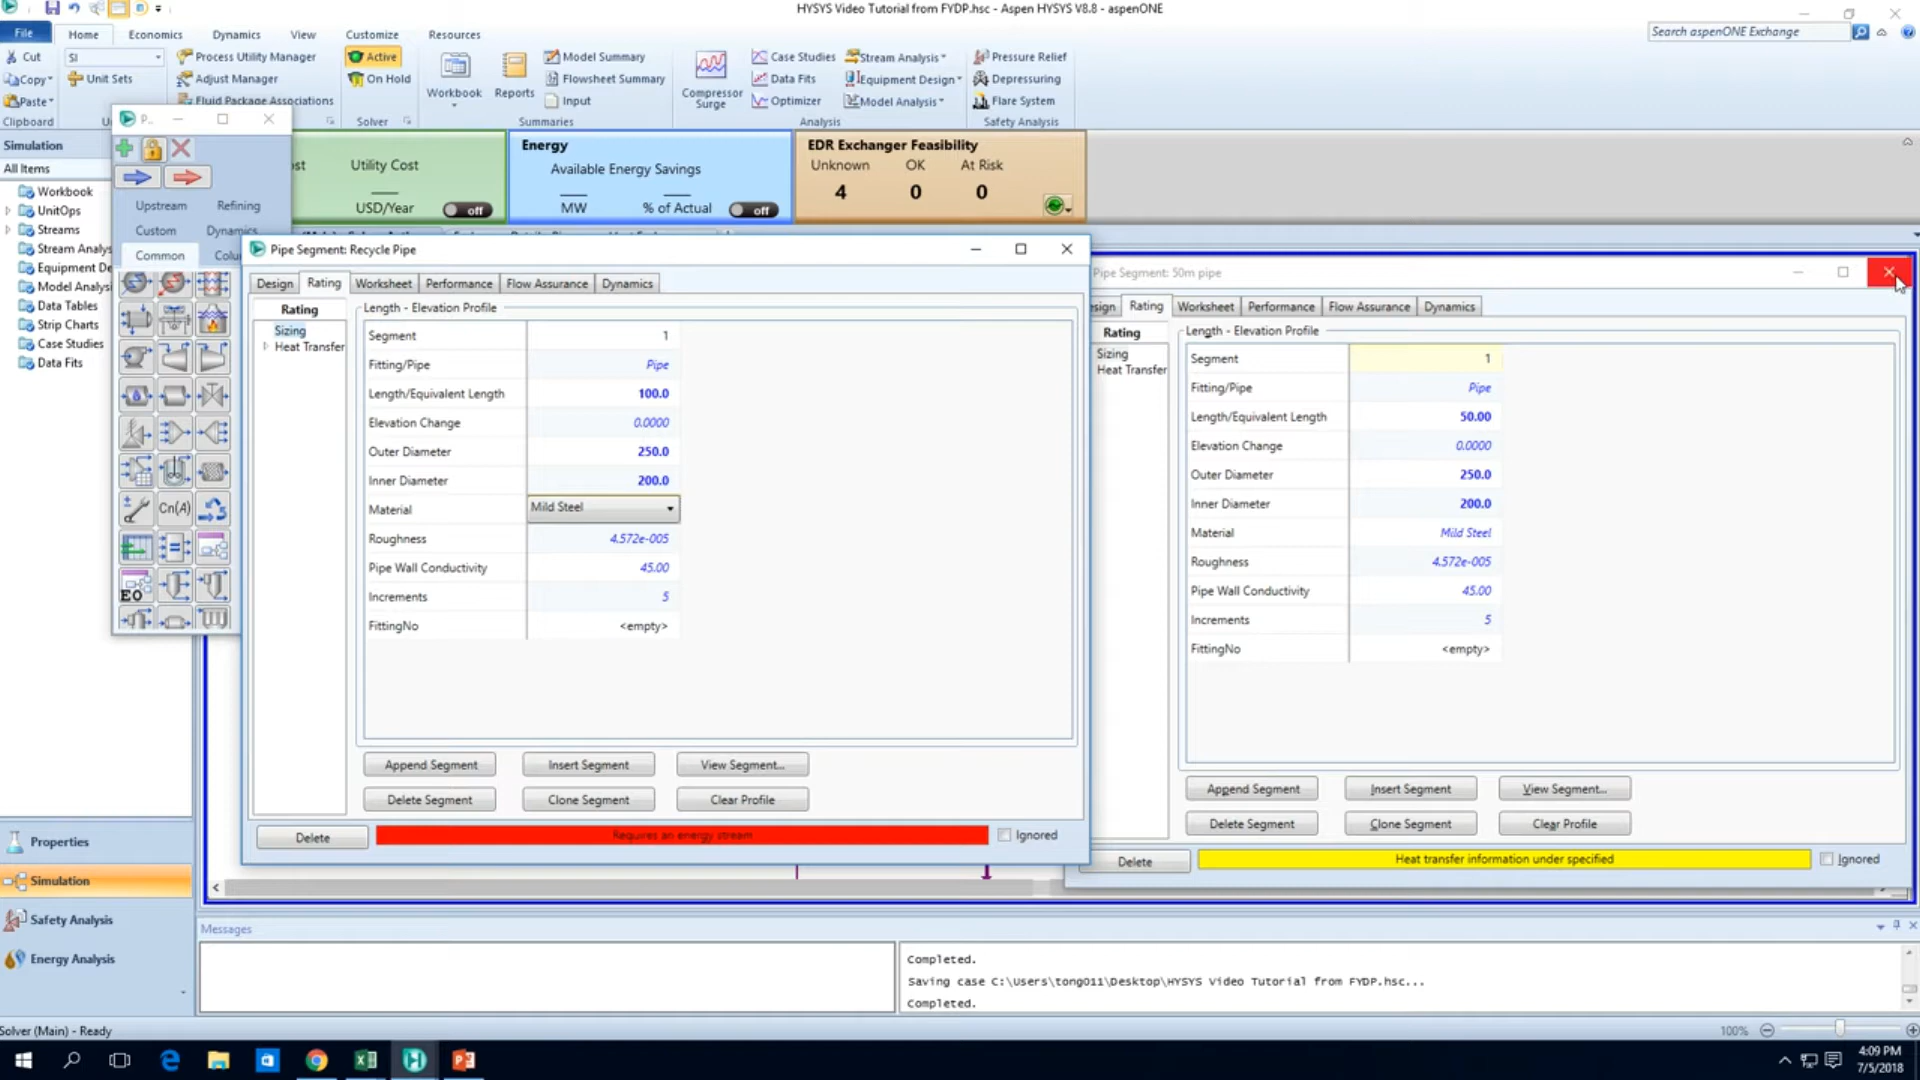 HYSYS Video Tutorial from FYDP.hsc - Aspen HYSYS V8.8 - aspenONE
File Home Economics Dynamics View Customize Resources
Search aspenONE Exchange
Cut SI Process Utility Manager Active Model Summary Case Studies Stream Analysis Pressure Relief
Copy Unit Sets Adjust Manager On Hold Workbook Reports Flowsheet Summary Compressor Surge Data Fits Equipment Design Depressuring
Paste Fluid Package Associations Input Optimizer Model Analysis Flare System
Clipboard Solver Summaries Analysis Safety Analysis
Simulation
All Items
Workbook
UnitOps
Streams
Stream Analys
Equipment De
Model Analysi
Data Tables
Strip Charts
Case Studies
Data Fits
Properties
Simulation
Safety Analysis
Energy Analysis
P..
Upstream Refining
Custom Dynamics
Common Colu
Cn(A)
EO
Utility Cost
USD/Year off
Energy
Available Energy Savings
MW % of Actual off
EDR Exchanger Feasibility
Unknown OK At Risk
4 0 0
Pipe Segment: Recycle Pipe
Design Rating Worksheet Performance Flow Assurance Dynamics
Rating
Sizing
Heat Transfer
Length - Elevation Profile
Segment 1
Fitting/Pipe Pipe
Length/Equivalent Length 100.0
Elevation Change 0.0000
Outer Diameter 250.0
Inner Diameter 200.0
Material Mild Steel
Roughness 4.572e-005
Pipe Wall Conductivity 45.00
Increments 5
FittingNo <empty>
Append Segment Insert Segment View Segment...
Delete Segment Clone Segment Clear Profile
Delete Requires an energy stream Ignored
Pipe Segment: 50m pipe
esign Rating Worksheet Performance Flow Assurance Dynamics
Rating
Sizing
Heat Transfer
Length - Elevation Profile
Segment 1
Fitting/Pipe Pipe
Length/Equivalent Length 50.00
Elevation Change 0.0000
Outer Diameter 250.0
Inner Diameter 200.0
Material Mild Steel
Roughness 4.572e-005
Pipe Wall Conductivity 45.00
Increments 5
FittingNo <empty>
Append Segment Insert Segment View Segment...
Delete Segment Clone Segment Clear Profile
Delete Heat transfer information under specified Ignored
Messages
Completed.
Saving case C:\Users\tong011\Desktop\HYSYS Video Tutorial from FYDP.hsc...
Completed.
Solver (Main) - Ready
100%
4:09 PM
7/5/2018